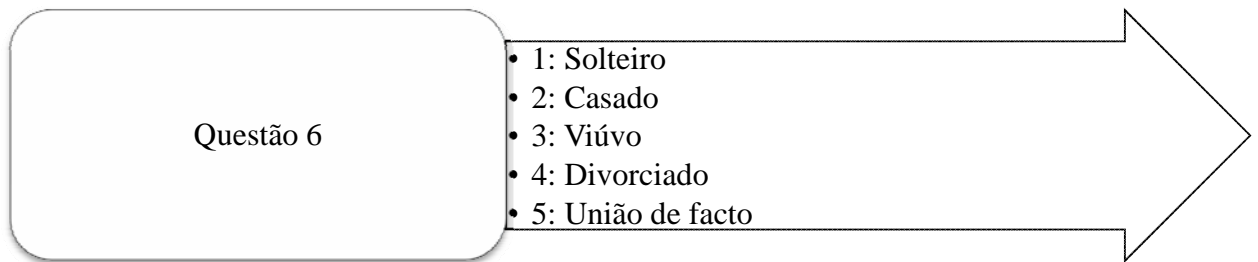 Questão 6
• 1: Solteiro
• 2: Casado
• 3: Viúvo
• 4: Divorciado
• 5: União de facto